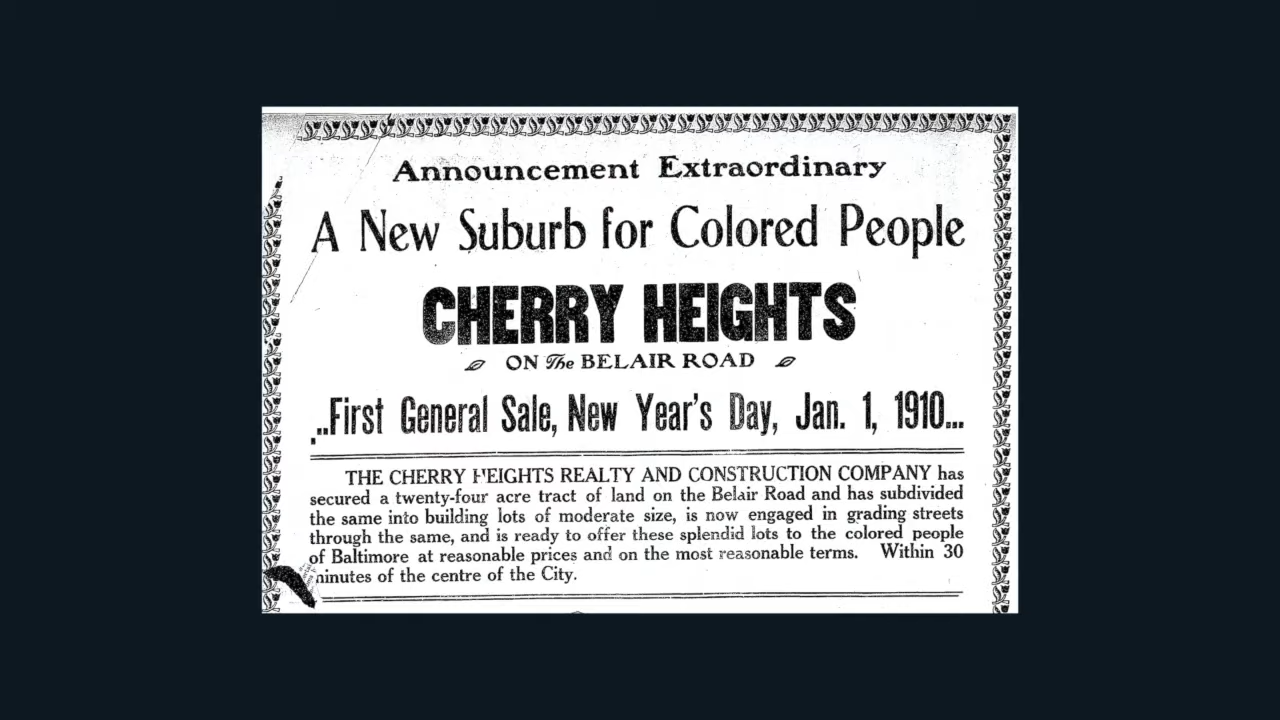 Announcement Extraordinary
A New Suburb for Colored People
CHERRY HEIGHTS
ON The BELAIR ROAD
..First General Sale, New Year's Day, Jan. 1, 1910...
THE CHERRY HEIGHTS REALTY AND CONSTRUCTION COMPANY has
secured a twenty-four acre tract of land on the Belair Road and has subdivided
the same into building lots of moderate size, is now engaged in grading streets
through the same, and is ready to offer these splendid lots to the colored people
of Baltimore at reasonable prices and on the most reasonable terms. Within 30
minutes of the centre of the City.